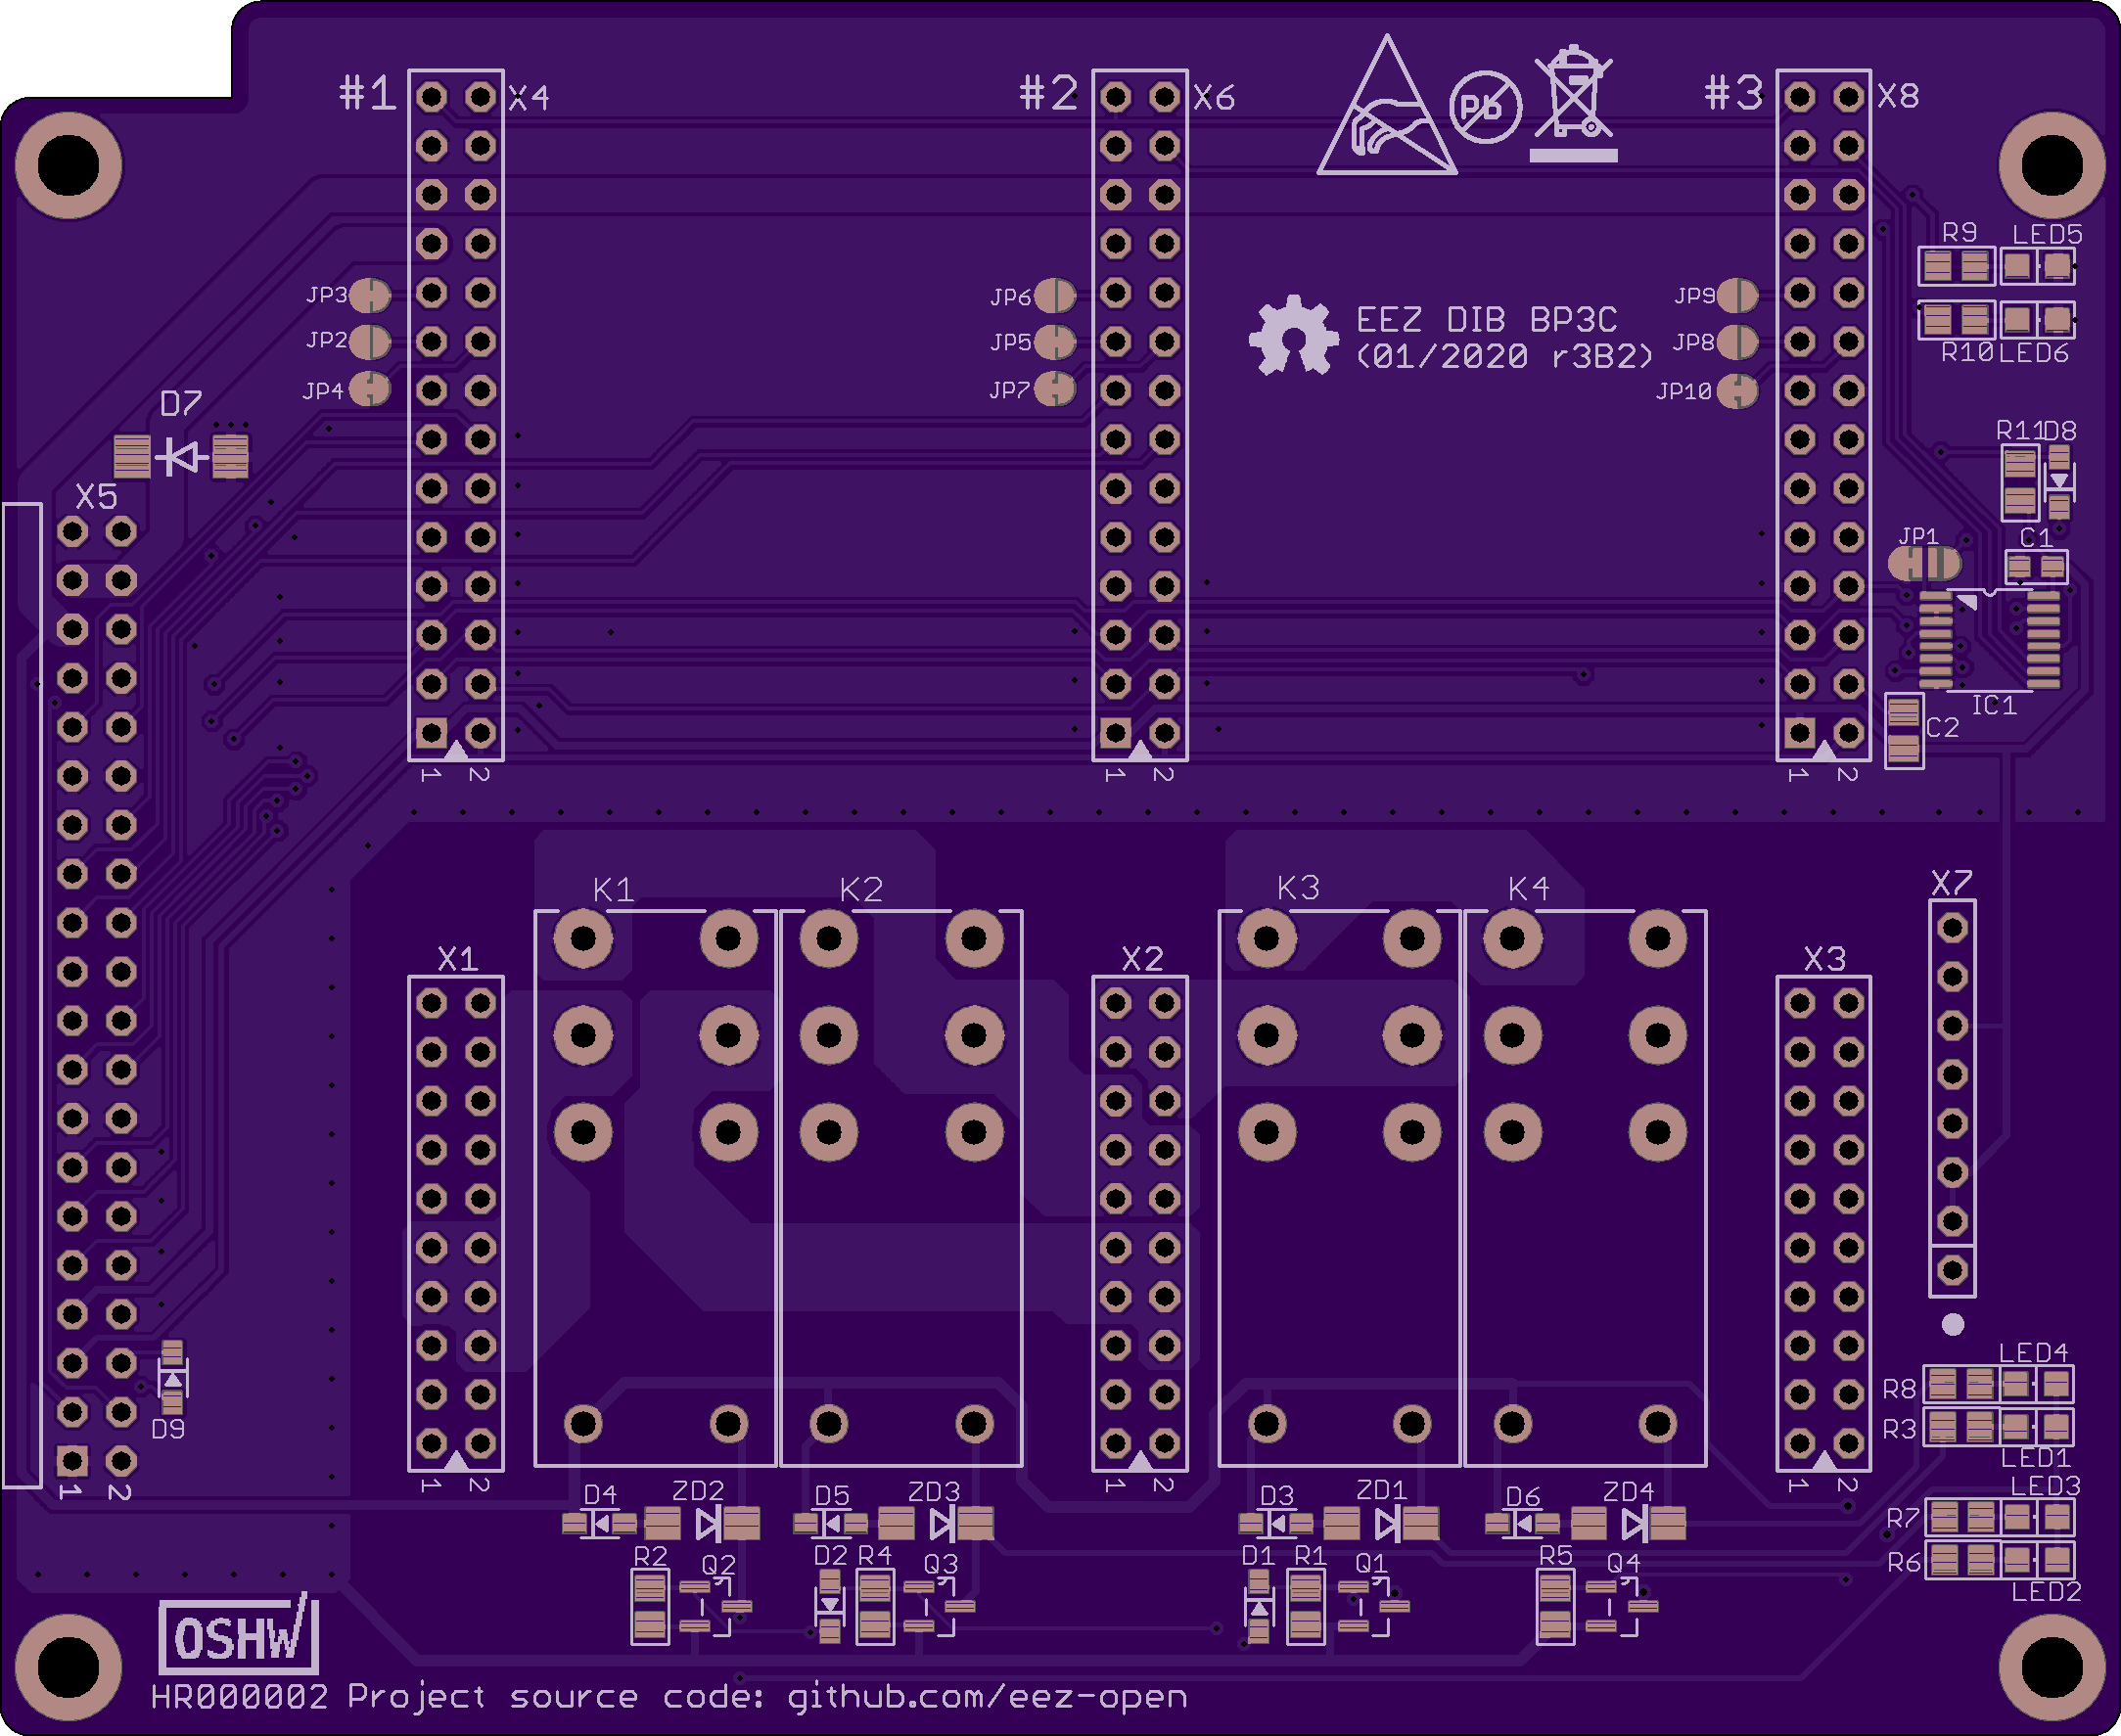 #1 X4 #2 X6 Pb #3 X8
R9 LED5
JP3 JP6 JP9
EEZ DIB BP3C
R10 LED6
JP2 JP5 (01/2020 r3B2) JP8
JP4 JP7 JP10
D7
R11 D8
X5
JP1 C1
IC1
C2
1 2 1 2 1 2
K1 K2 K3 K4 X7
X1 X2 X3
LED4
R8
D9 R3
LED1
1 2 1 2 1 2 1 2
LED3
D4 ZD2 D5 ZD3 D3 ZD1 D6 ZD4
R7
R2 Q2 D2 R4 Q3 D1 R1 Q1 R5 Q4
R6
LED2
OSHW
HR000002 Project source code: github.com/eez-open